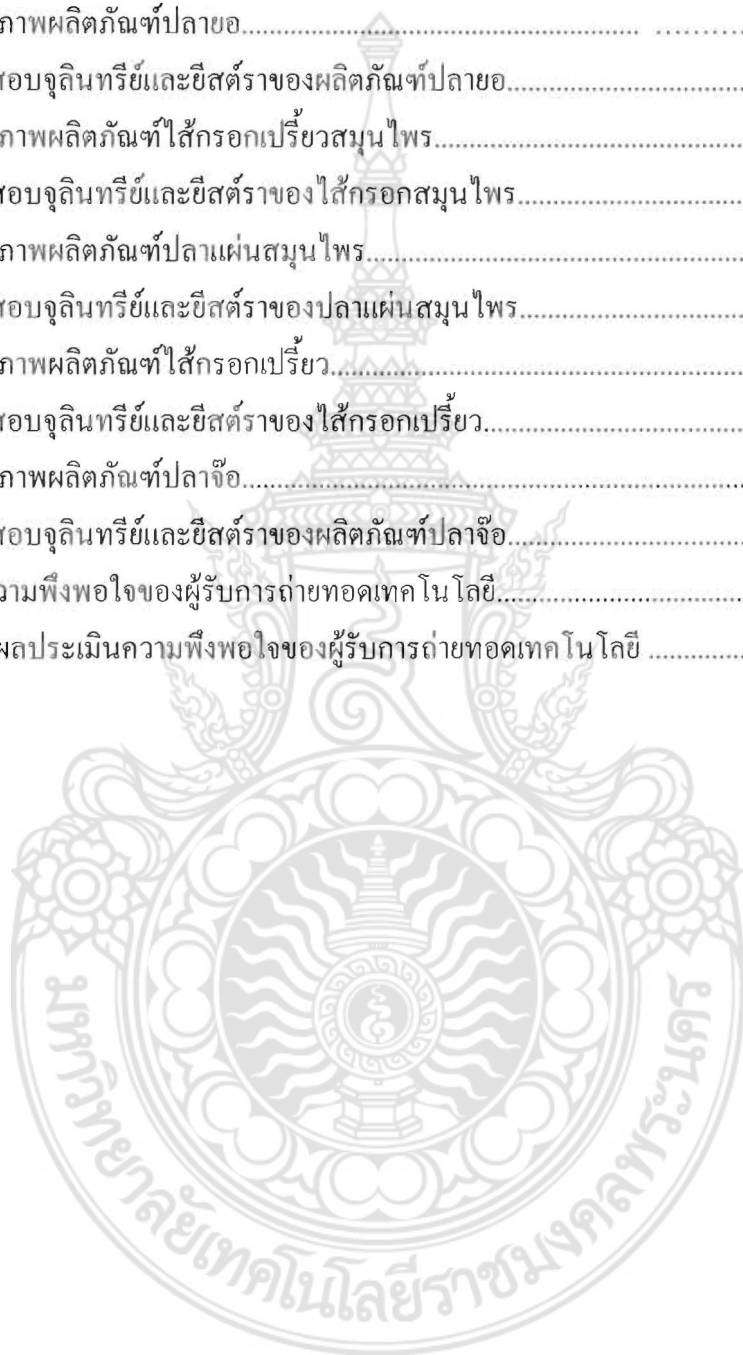 ภาพผลิตภัณฑ์ปลายอ
สอบจุลินทรีย์และยีสต์ราของผลิตภัณฑ์ปลายอ
ภาพผลิตภัณฑ์ไส้กรอกเปรี้ยวสมุนไพร
สอบจุลินทรีย์และยีสต์ราของไส้กรอกสมุนไพร
ภาพผลิตภัณฑ์ปลาแผ่นสมุนไพร
สอบจุลินทรีย์และยีสต์ราของปลาแผ่นสมุนไพร
ภาพผลิตภัณฑ์ไส้กรอกเปรี้ยว
สอบจุลินทรีย์และยีสต์ราของไส้กรอกเปรี้ยว
ภาพผลิตภัณฑ์ปลาจ๊อ
สอบจุลินทรีย์และยีสต์ราของผลิตภัณฑ์ปลาจ๊อ
วามพึงพอใจของผู้รับการถ่ายทอดเทคโนโลยี
ผลประเมินความพึงพอใจของผู้รับการถ่ายทอดเทคโนโลยี
มหาวิทยาลัยเทคโนโลยีราชมงคลพระนคร